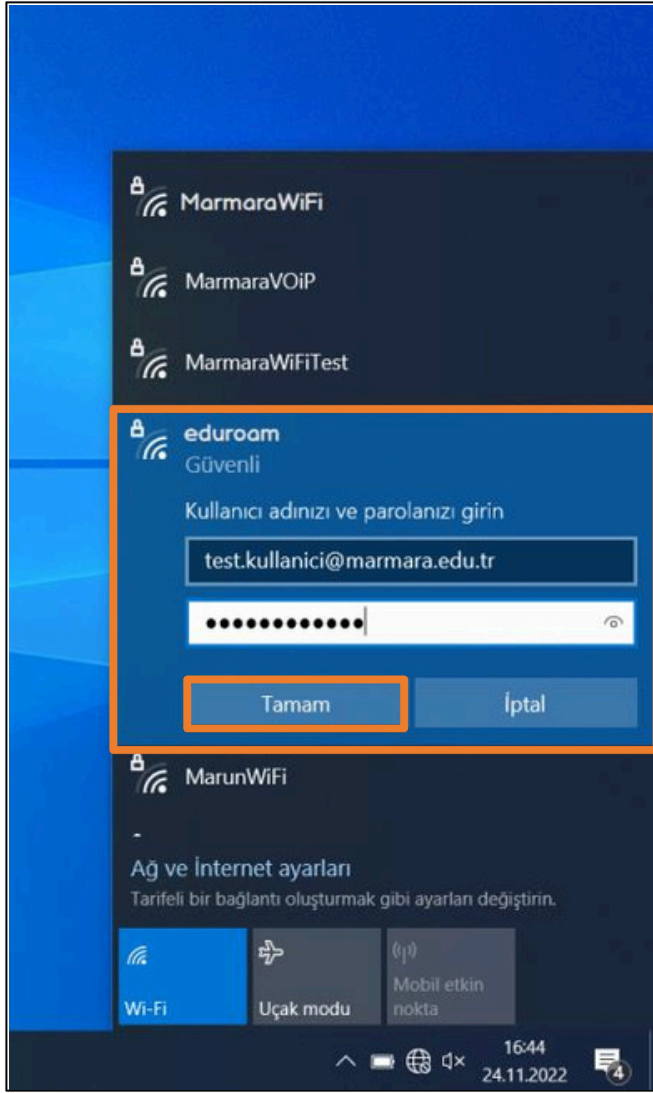 MarmaraWiFi
MarmaraVOiP
MarmaraWiFiTest
eduroam
Güvenli
Kullanıcı adınızı ve parolanızı girin
test.kullanici@marmara.edu.tr
••••••••••••
Tamam
İptal
MarunWiFi
Ağ ve İnternet ayarları
Tarifeli bir bağlantı oluşturmak gibi ayarları değiştirin.
Wi-Fi
Uçak modu
Mobil etkin
nokta
16:44
24.11.2022
4